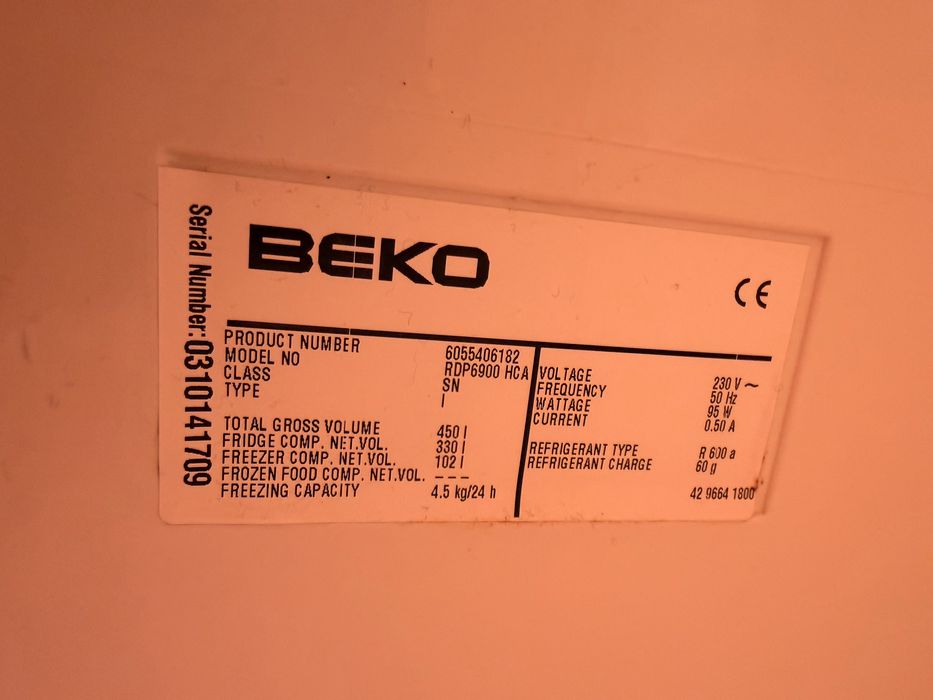 BEKO
CE
Serial Number:0310141709
PRODUCT NUMBER 6055406182
MODEL NO RDP6900 HCA
CLASS SN
TYPE I
TOTAL GROSS VOLUME 450 l
FRIDGE COMP. NET.VOL. 330 l
FREEZER COMP. NET.VOL. 102 l
FROZEN FOOD COMP. NET.VOL. ---
FREEZING CAPACITY 4.5 kg/24 h
VOLTAGE 230 V ~
FREQUENCY 50 Hz
WATTAGE 95 W
CURRENT 0.50 A
REFRIGERANT TYPE R 600 a
REFRIGERANT CHARGE 60 g
42 9664 1800